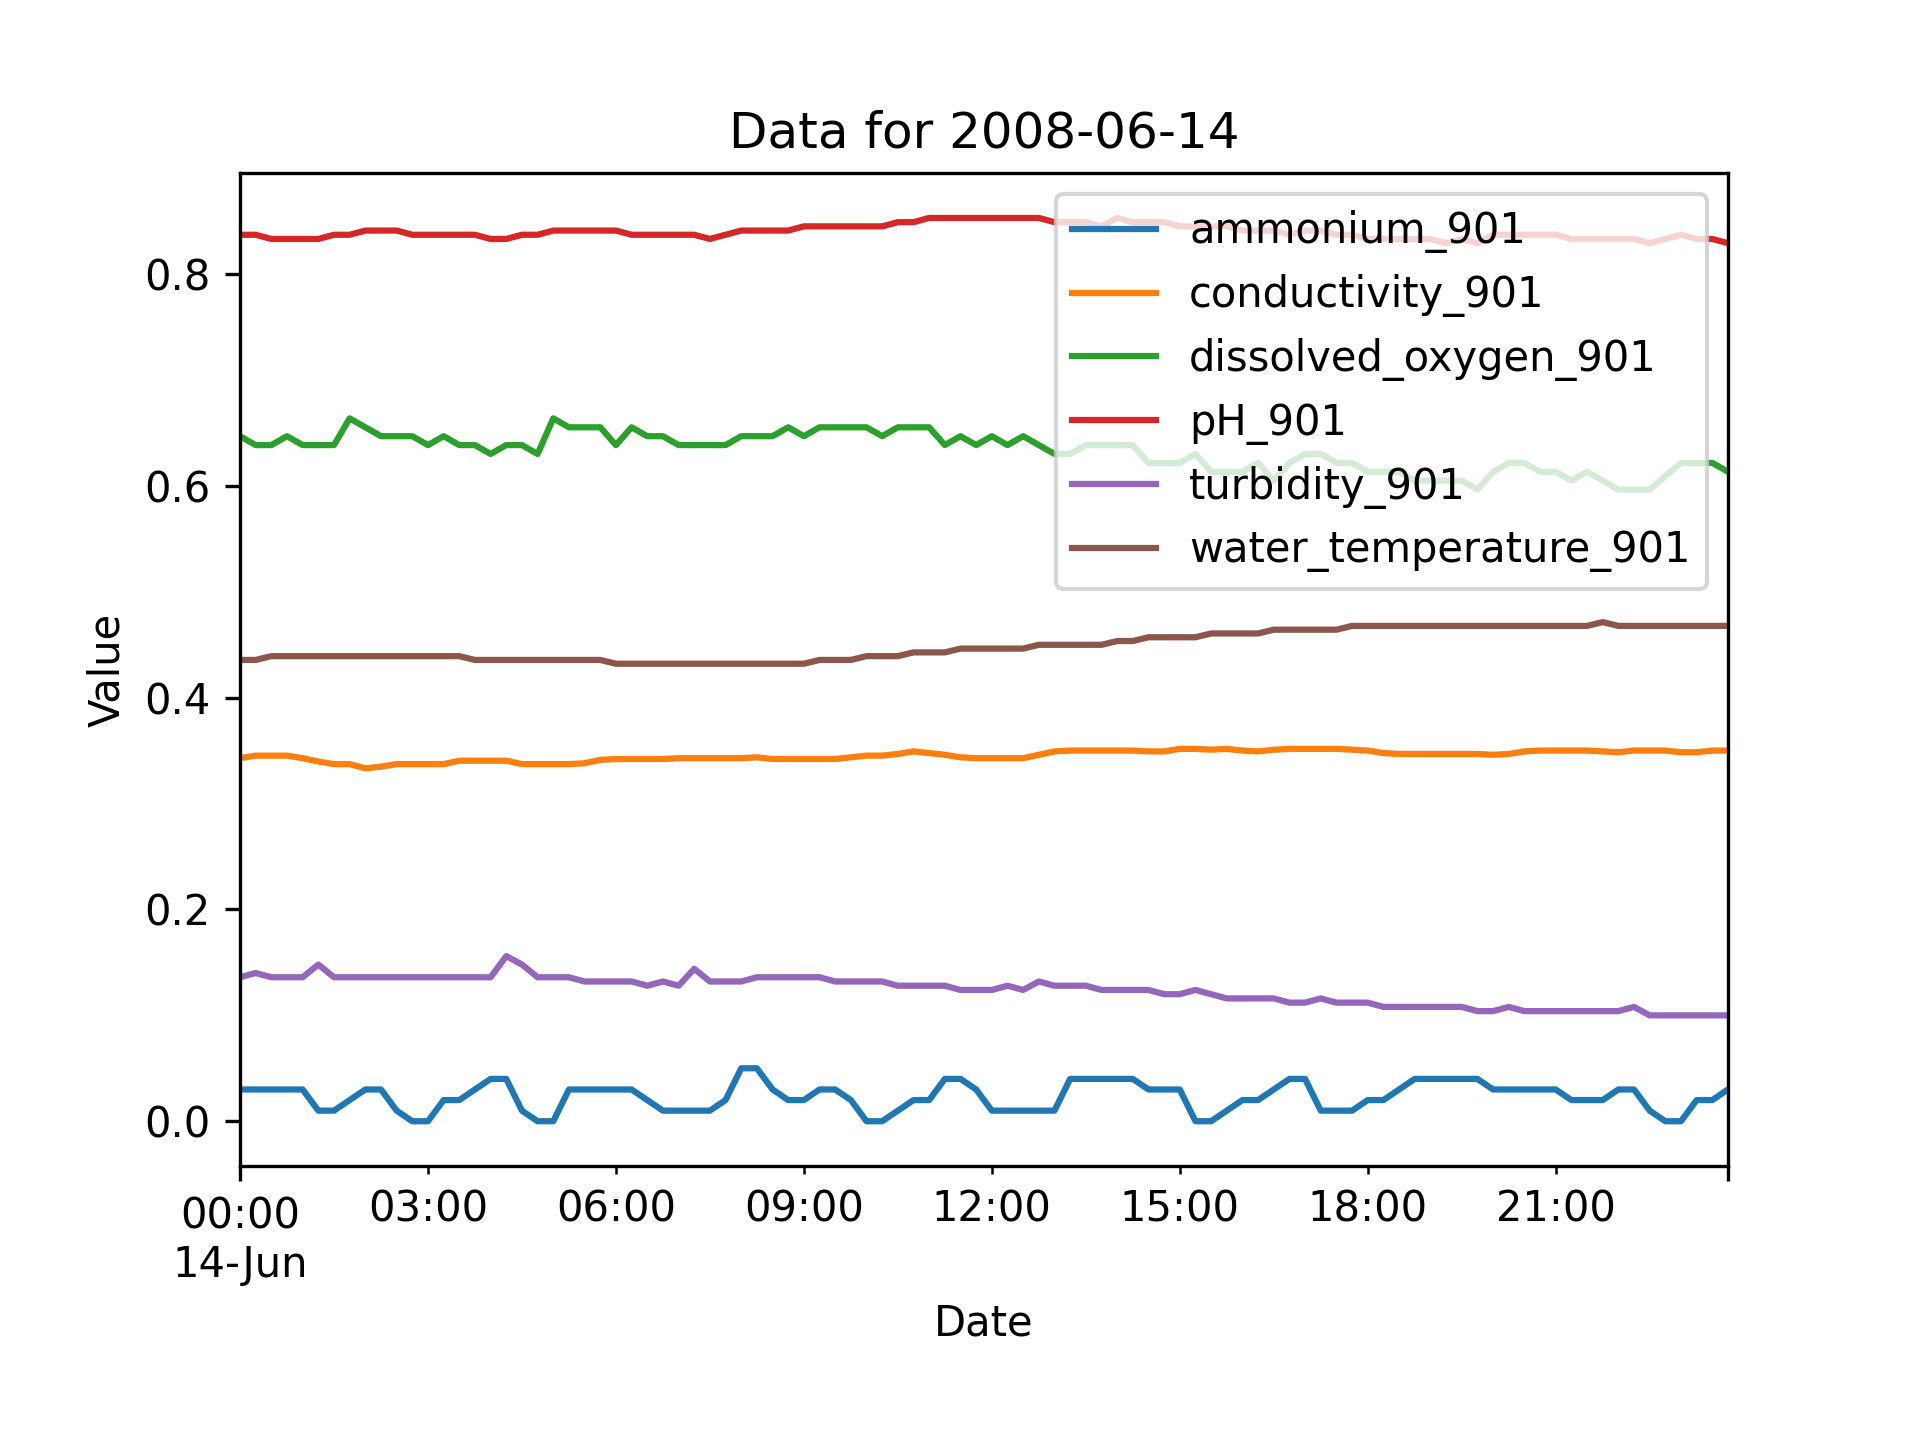 Data for 2008-06-14
ammonium_901
conductivity_901
dissolved_oxygen_901
pH_901
turbidity_901
water_temperature_901
Value
0.8
0.6
0.4
0.2
0.0
00:00 03:00 06:00 09:00 12:00 15:00 18:00 21:00
14-Jun
Date